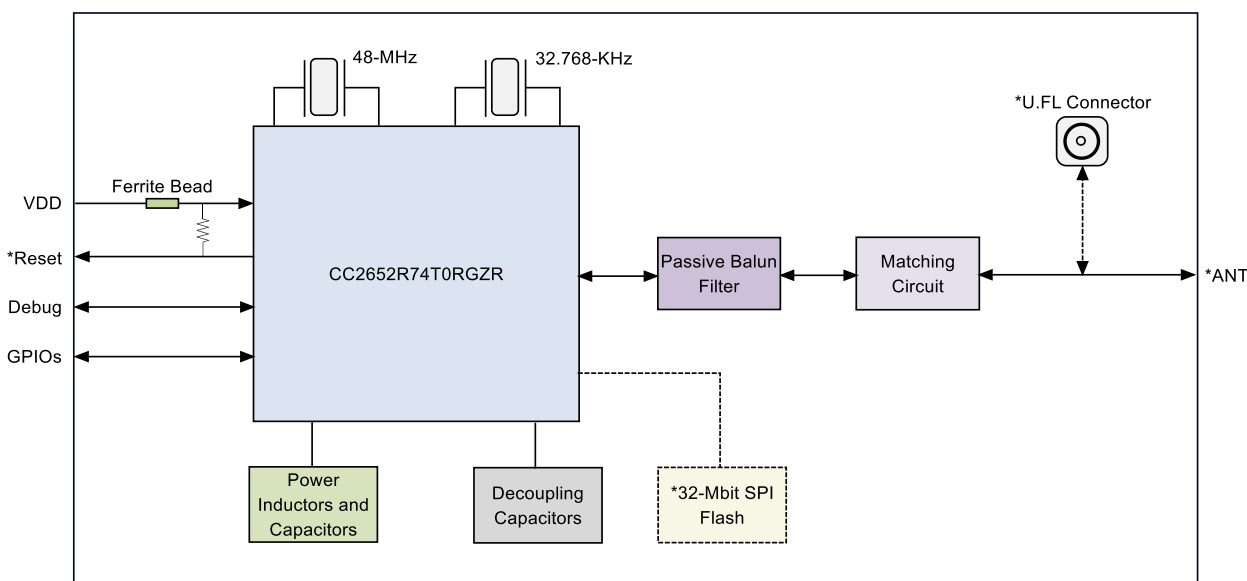 48-MHz
32.768-KHz
*U.FL Connector
Ferrite Bead
VDD
*Reset
Debug
GPIOs
CC2652R74T0RGZR
Passive Balun
Filter
Matching
Circuit
*ANT
Power
Inductors and
Capacitors
Decoupling
Capacitors
*32-Mbit SPI
Flash